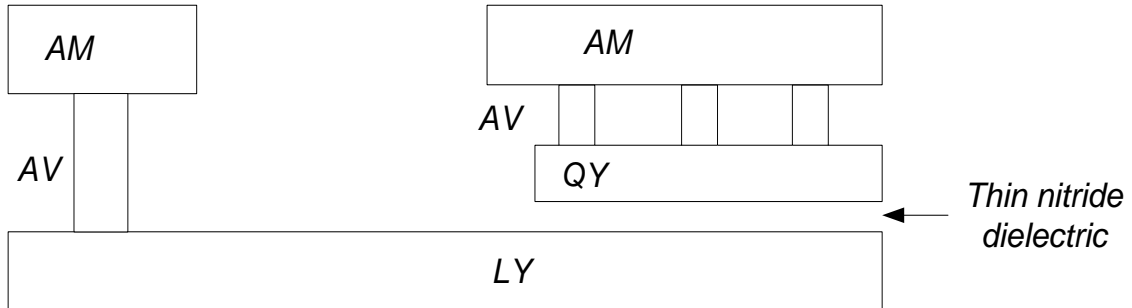 AM
AM
AV
AV
QY
Thin nitride
dielectric
LY